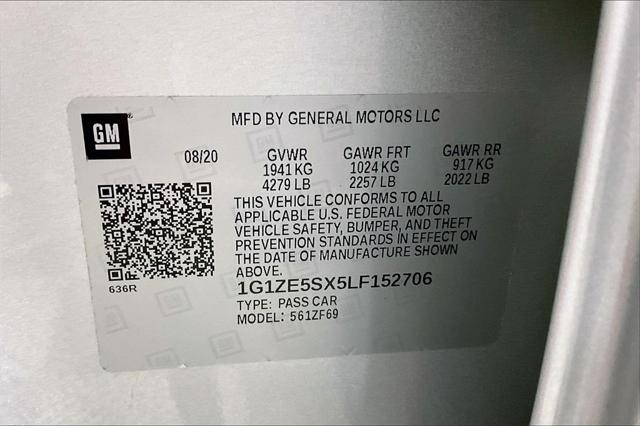 GM
MFD BY GENERAL MOTORS LLC
08/20
GVWR GAWR FRT GAWR RR
1941 KG 1024 KG 917 KG
4279 LB 2257 LB 2022 LB
THIS VEHICLE CONFORMS TO ALL
APPLICABLE U.S. FEDERAL MOTOR
VEHICLE SAFETY, BUMPER, AND THEFT
PREVENTION STANDARDS IN EFFECT ON
THE DATE OF MANUFACTURE SHOWN
ABOVE.
636R
1G1ZE5SX5LF152706
TYPE: PASS CAR
MODEL: 561ZF69